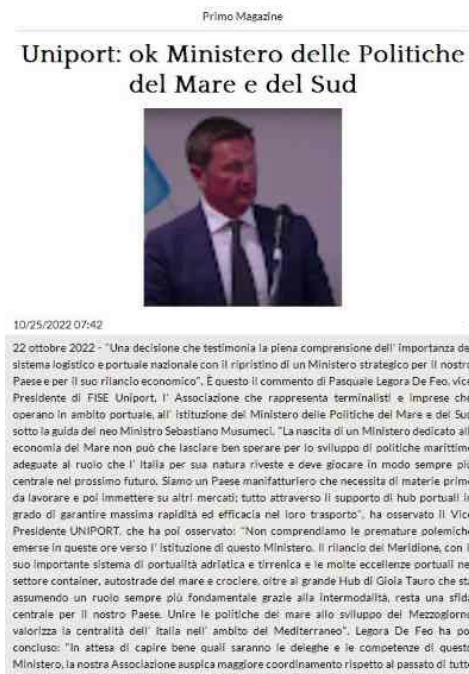 Primo Magazine
Uniport: ok Ministero delle Politiche
del Mare e del Sud
10/25/2022 07:42
22 ottobre 2022 - "Una decisione che testimonia la piena comprensione dell' importanza del
sistema logistico e portuale nazionale con il ripristino di un Ministero strategico per il nostro
Paese e per il suo rilancio economico". È questo il commento di Pasquale Legora De Feo, vice
Presidente di FISE Uniport, l' Associazione che rappresenta terminalisti e imprese che
operano in ambito portuale, all' istituzione del Ministero delle Politiche del Mare e del Sud
sotto la guida del neo Ministro Sebastiano Musumeci. "La nascita di un Ministero dedicato all'
economia del Mare non può che lasciare ben sperare per lo sviluppo di politiche marittime
adeguate al ruolo che l' Italia per sua natura riveste e deve giocare in modo sempre più
centrale nel prossimo futuro. Siamo un Paese manifatturiero che necessita di materie prime
da lavorare e poi immettere su altri mercati; tutto attraverso il supporto di hub portuali in
grado di garantire massima rapidità ed efficacia nel loro trasporto", ha osservato il Vice
Presidente UNIPORT, che ha poi osservato: "Non comprendiamo le premature polemiche
emerse in queste ore verso l' istituzione di questo Ministero. Il rilancio del Meridione, con il
suo importante sistema di portualità adriatica e tirrenica e le molte eccellenze portuali nel
settore container, autostrade del mare e crociere, oltre al grande Hub di Gioia Tauro che sta
assumendo un ruolo sempre più fondamentale grazie alla intermodalità, resta una sfida
centrale per il nostro Paese. Unire le politiche del mare allo sviluppo del Mezzogiorno
valorizza la centralità dell' Italia nell' ambito del Mediterraneo". Legora De Feo ha poi
concluso: "In attesa di capire bene quali saranno le deleghe e le competenze di questo
Ministero, la nostra Associazione auspica maggiore coordinamento rispetto al passato di tutto